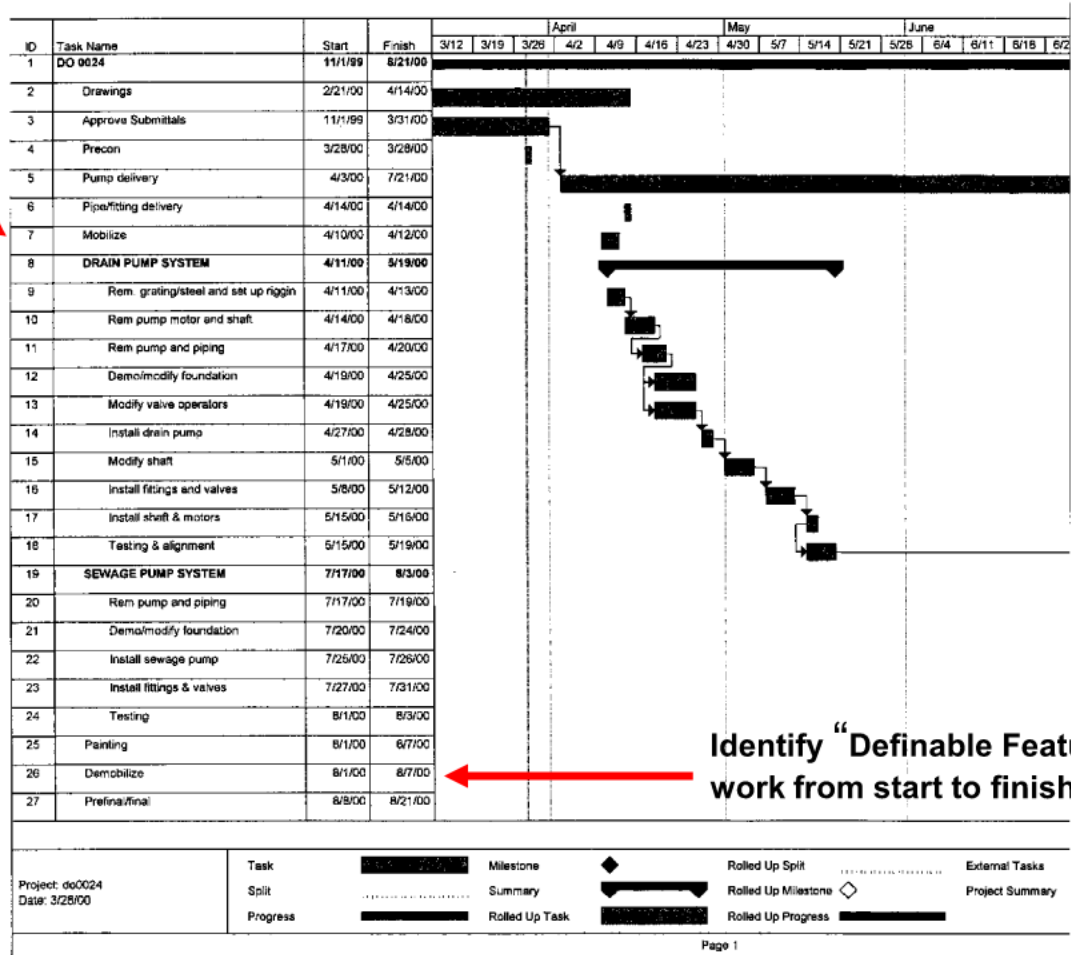 April May June
ID Task Name Start Finish 3/12 3/19 3/26 4/2 4/9 4/16 4/23 4/30 5/7 5/14 5/21 5/28 6/4 6/11 6/18 6/2
1 DO 0024 11/1/99 8/21/00
2 Drawings 2/21/00 4/14/00
3 Approve Submittals 11/1/99 3/31/00
4 Precon 3/28/00 3/28/00
5 Pump delivery 4/3/00 7/21/00
6 Pipe/fitting delivery 4/14/00 4/14/00
7 Mobilize 4/10/00 4/12/00
8 DRAIN PUMP SYSTEM 4/11/00 5/19/00
9 Rem. grating/steel and set up riggin 4/11/00 4/13/00
10 Rem pump motor and shaft 4/14/00 4/18/00
11 Rem pump and piping 4/17/00 4/20/00
12 Demo/modify foundation 4/19/00 4/25/00
13 Modify valve operators 4/19/00 4/25/00
14 Install drain pump 4/27/00 4/28/00
15 Modify shaft 5/1/00 5/5/00
16 Install fittings and valves 5/8/00 5/12/00
17 Install shaft & motors 5/15/00 5/16/00
18 Testing & alignment 5/15/00 5/19/00
19 SEWAGE PUMP SYSTEM 7/17/00 8/3/00
20 Rem pump and piping 7/17/00 7/19/00
21 Demo/modify foundation 7/20/00 7/24/00
22 Install sewage pump 7/25/00 7/26/00
23 Install fittings & valves 7/27/00 7/31/00
24 Testing 8/1/00 8/3/00
25 Painting 8/1/00 8/7/00
26 Demobilize 8/1/00 8/7/00
27 Prefinal/final 8/8/00 8/21/00
Identify “Definable Featu
work from start to finish
Project: do0024
Date: 3/28/00
Task Milestone Rolled Up Split External Tasks
Split Summary Rolled Up Milestone Project Summary
Progress Rolled Up Task Rolled Up Progress
Page 1